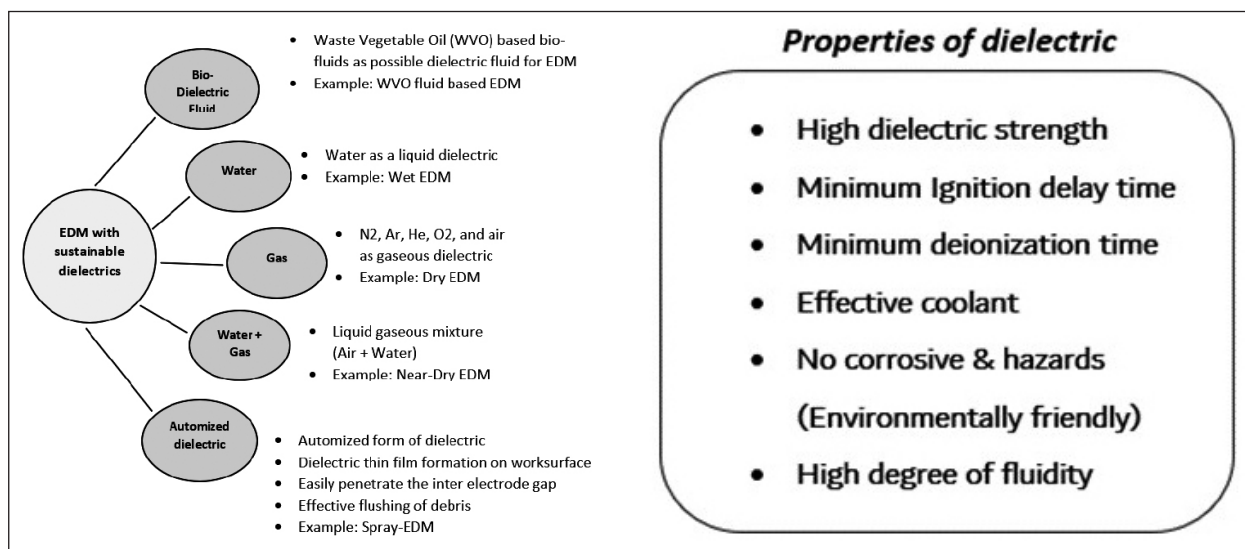 Bio-
Dielectric
Fluid
• Waste Vegetable Oil (WVO) based bio-
fluids as possible dielectric fluid for EDM
• Example: WVO fluid based EDM
Water
• Water as a liquid dielectric
• Example: Wet EDM
EDM with
sustainable
dielectrics
Gas
• N2, Ar, He, O2, and air
as gaseous dielectric
• Example: Dry EDM
Water +
Gas
• Liquid gaseous mixture
(Air + Water)
• Example: Near-Dry EDM
Automized
dielectric
• Automized form of dielectric
• Dielectric thin film formation on worksurface
• Easily penetrate the inter electrode gap
• Effective flushing of debris
• Example: Spray-EDM
Properties of dielectric
• High dielectric strength
• Minimum Ignition delay time
• Minimum deionization time
• Effective coolant
• No corrosive & hazards
(Environmentally friendly)
• High degree of fluidity